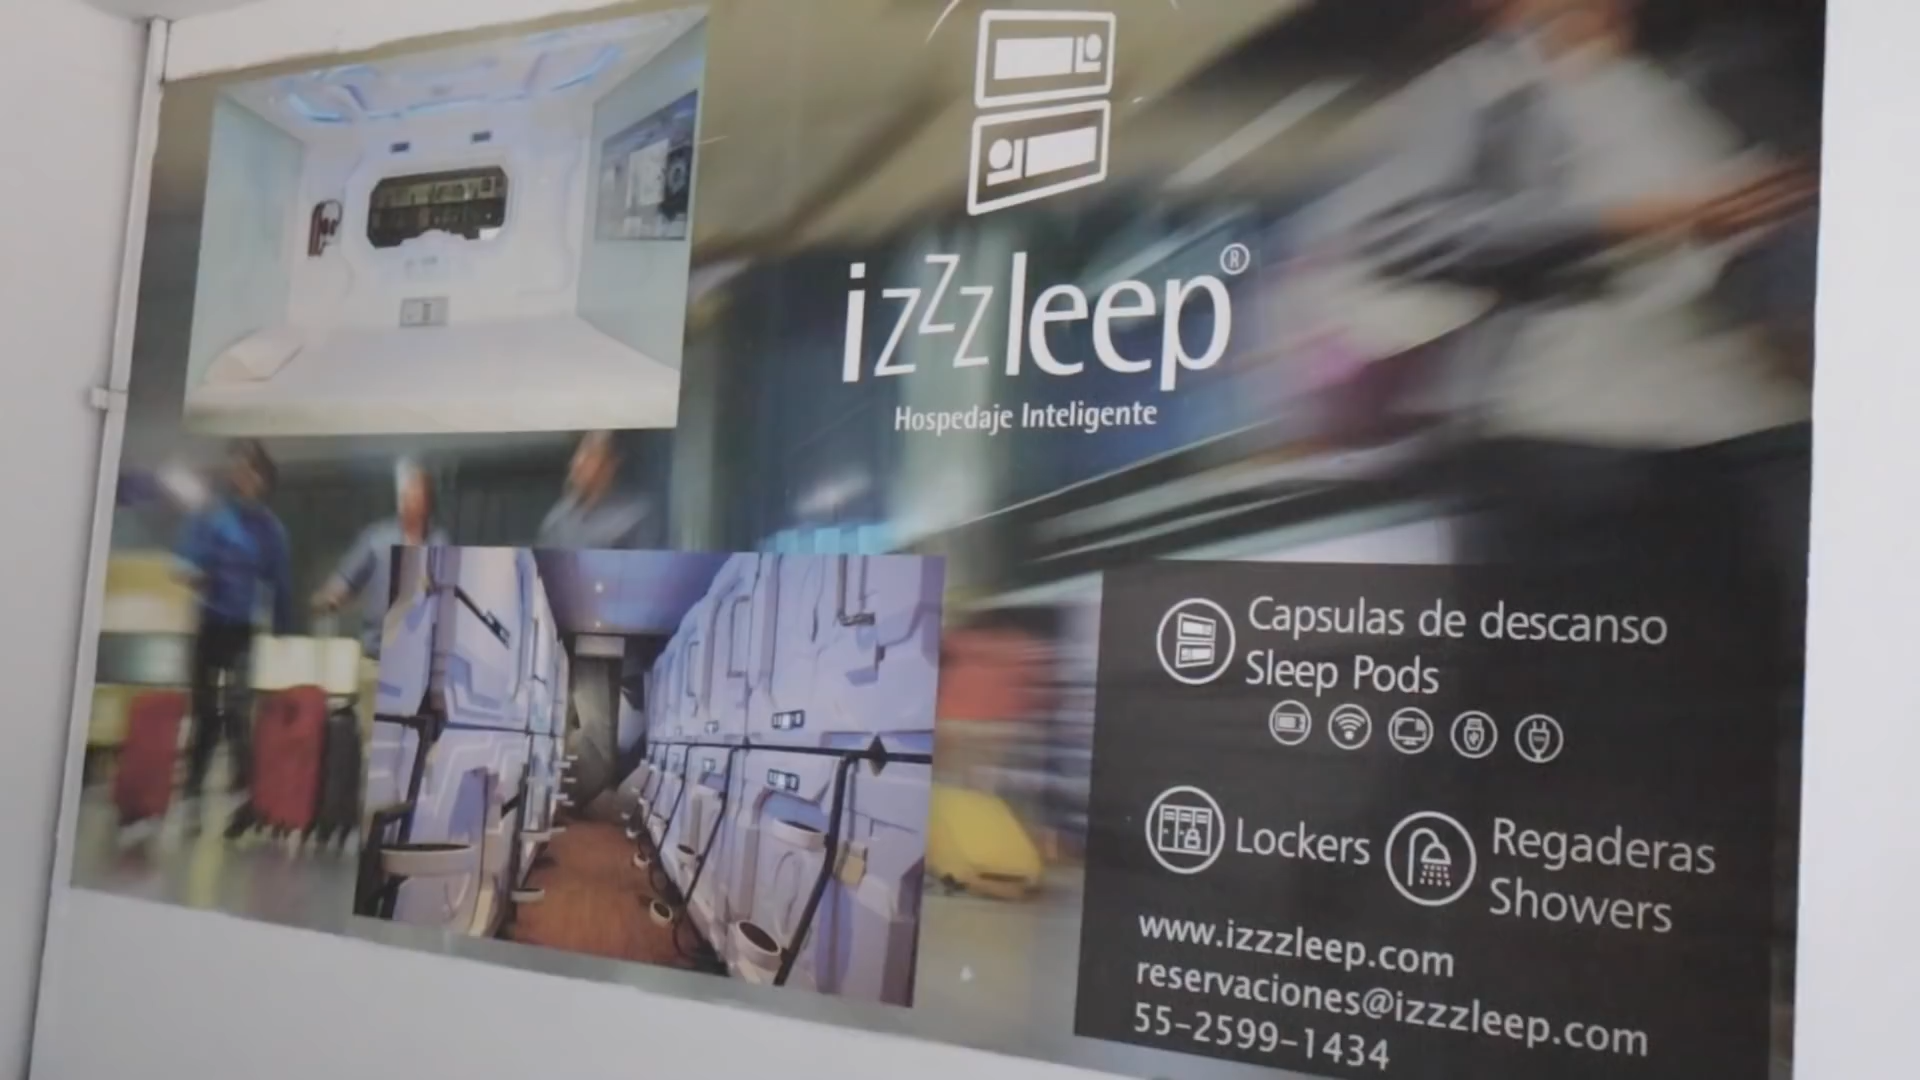 izzzleep®
Hospedaje Inteligente
Capsulas de descanso
Sleep Pods
Lockers
Regaderas
Showers
www.izzzleep.com
reservaciones@izzzleep.com
55-2599-1434